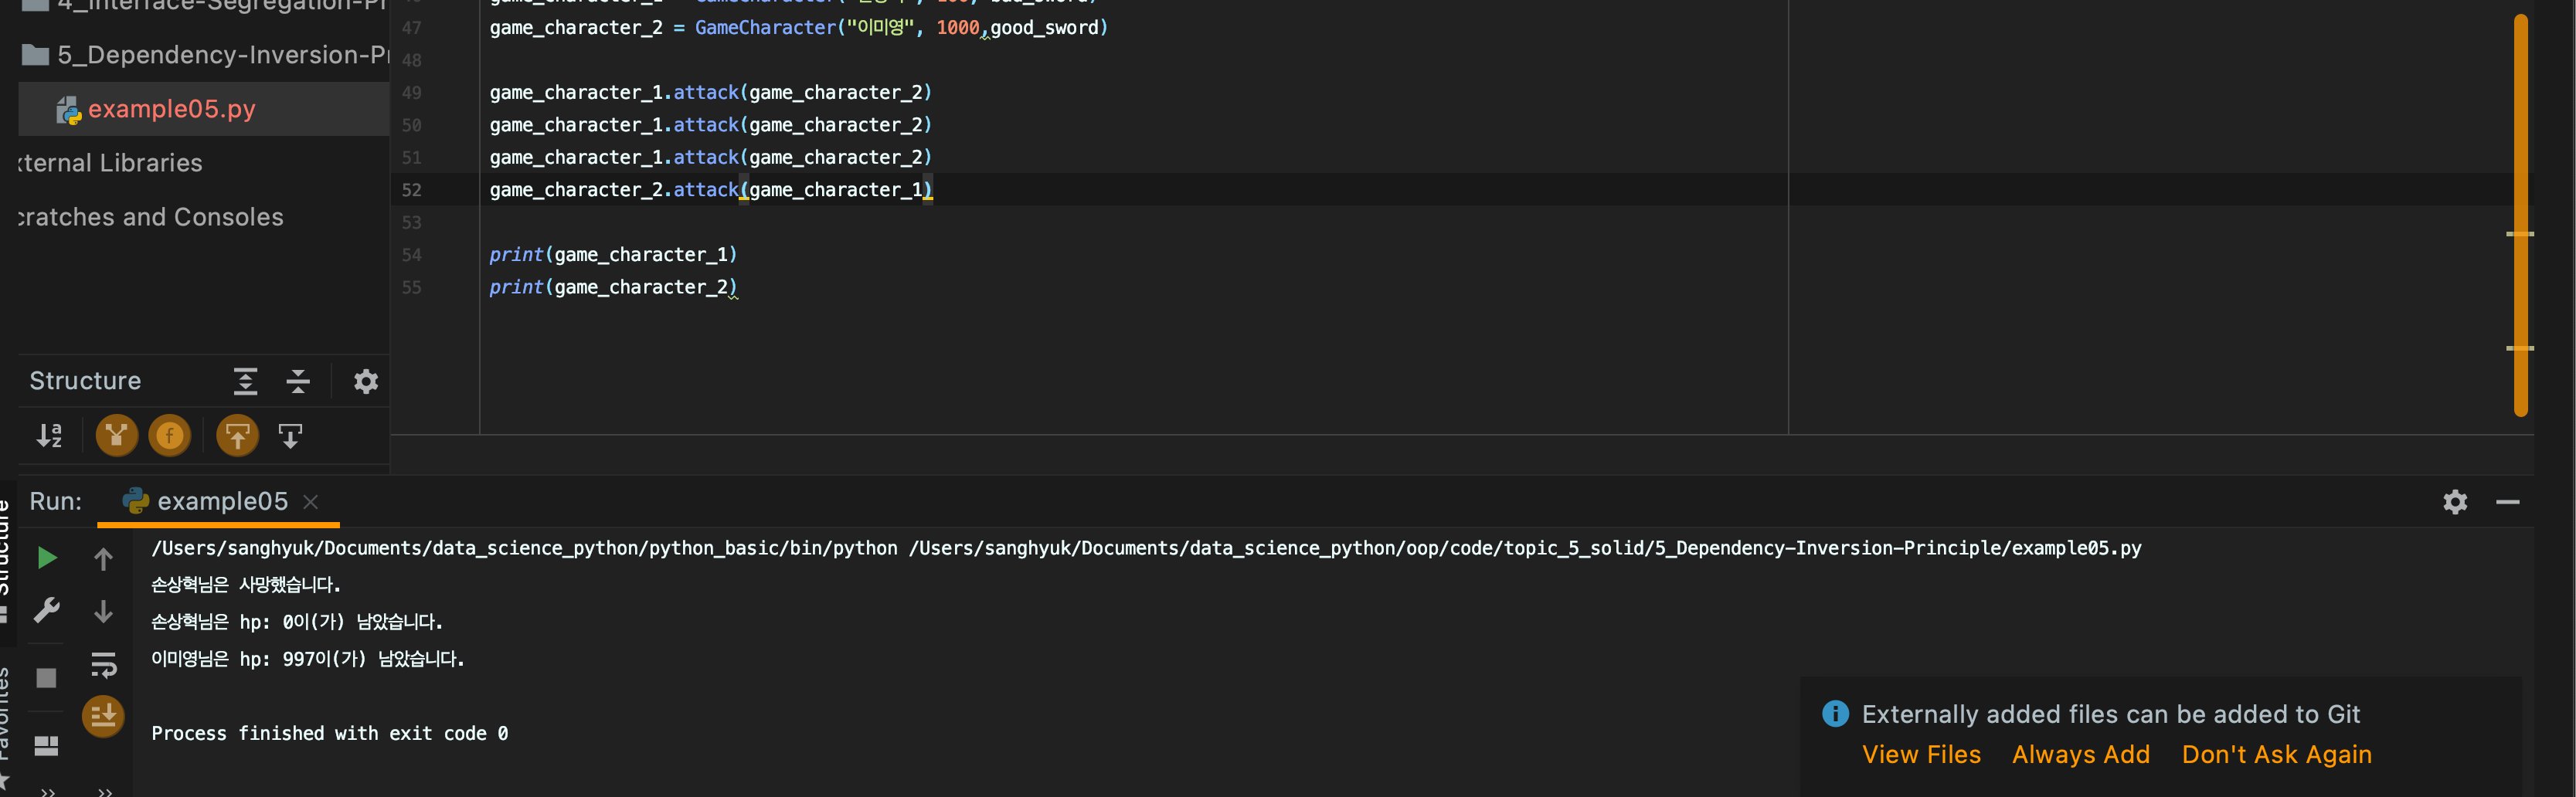 4_Interface-Segregation-Pr
5_Dependency-Inversion-Pr
example05.py
xternal Libraries
cratches and Consoles
47 game_character_2 = GameCharacter("이미영", 1000,good_sword)
48
49 game_character_1.attack(game_character_2)
50 game_character_1.attack(game_character_2)
51 game_character_1.attack(game_character_2)
52 game_character_2.attack(game_character_1)
53
54 print(game_character_1)
55 print(game_character_2)
Structure
Run: example05
Structure
Favorites
/Users/sanghyuk/Documents/data_science_python/python_basic/bin/python /Users/sanghyuk/Documents/data_science_python/oop/code/topic_5_solid/5_Dependency-Inversion-Principle/example05.py
손상혁님은 사망했습니다.
손상혁님은 hp: 0이(가) 남았습니다.
이미영님은 hp: 997이(가) 남았습니다.
Process finished with exit code 0
Externally added files can be added to Git
View Files Always Add Don't Ask Again